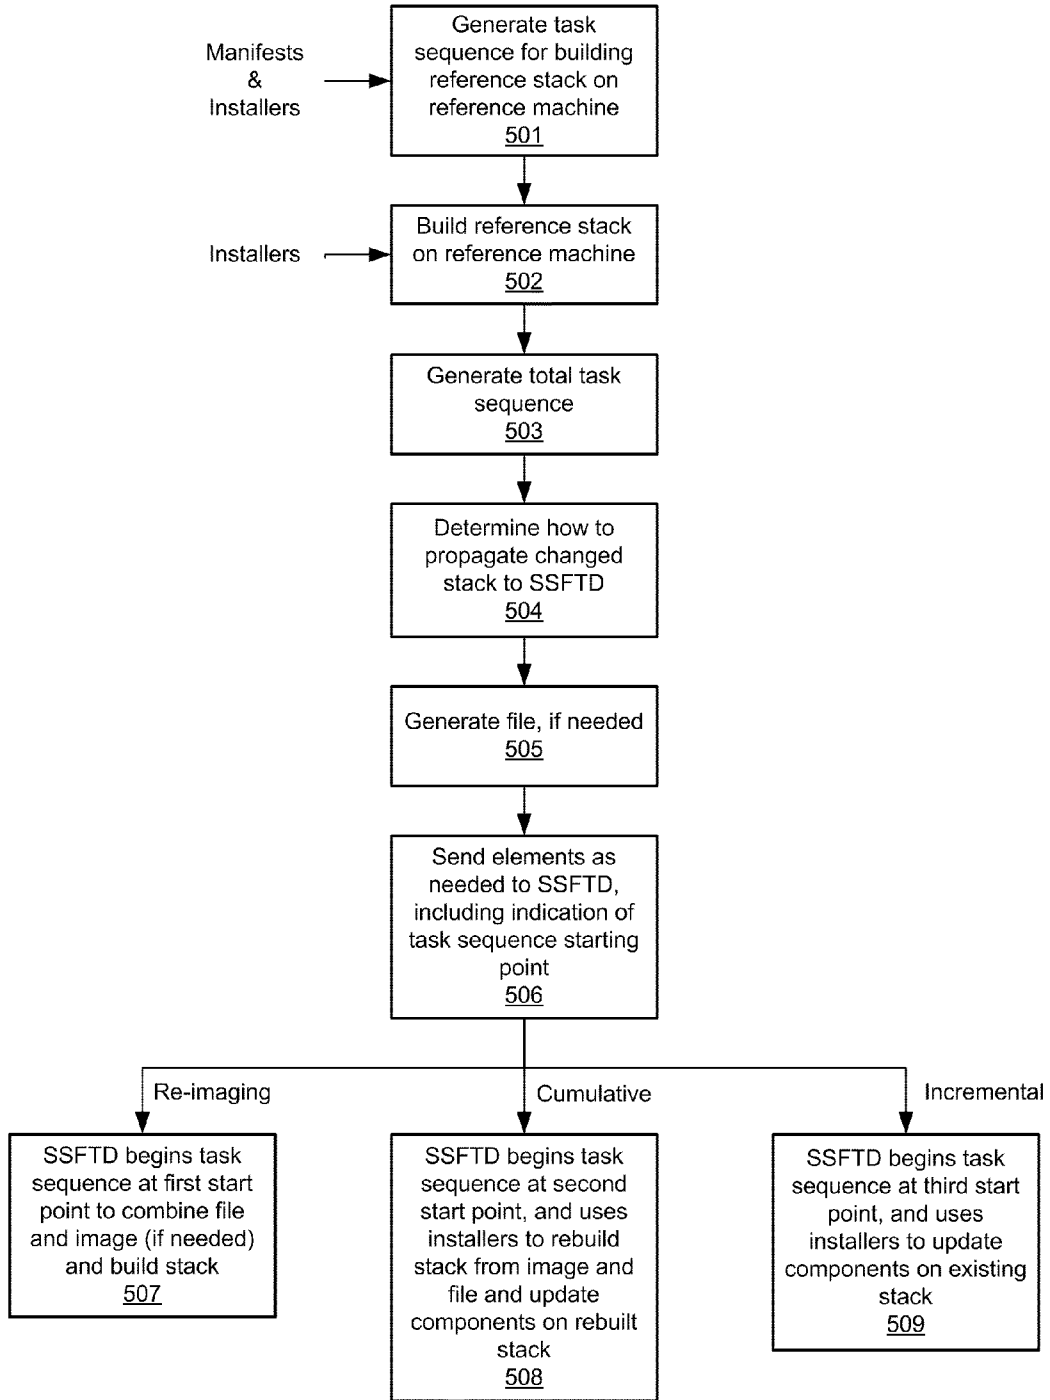 Generate task
sequence for building
reference stack on
reference machine
501
Manifests
&
Installers
Build reference stack
on reference machine
502
Installers
Generate total task
sequence
503
Determine how to
propagate changed
stack to SSFTD
504
Generate file, if needed
505
Send elements as
needed to SSFTD,
including indication of
task sequence starting
point
506
Re-imaging
Cumulative
Incremental
SSFTD begins task
sequence at first start
point to combine file
and image (if needed)
and build stack
507
SSFTD begins task
sequence at second
start point, and uses
installers to rebuild
stack from image and
file and update
components on rebuilt
stack
508
SSFTD begins task
sequence at third start
point, and uses
installers to update
components on existing
stack
509